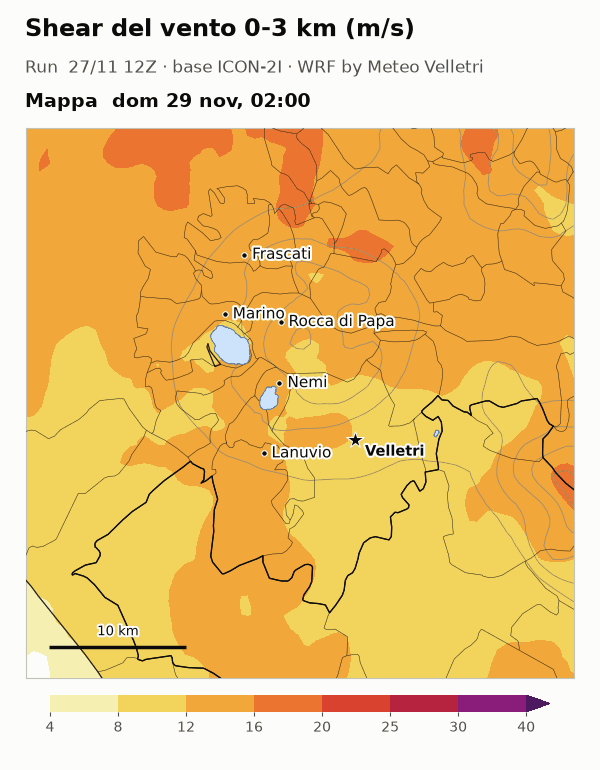 Shear del vento 0-3 km (m/s)
Run  27/11 12Z · base ICON-2I · WRF by Meteo Velletri
Mappa  dom 29 nov, 02:00
Frascati
Marino
Rocca di Papa
Nemi
Velletri
Lanuvio
10 km
4 8 12 16 20 25 30 40